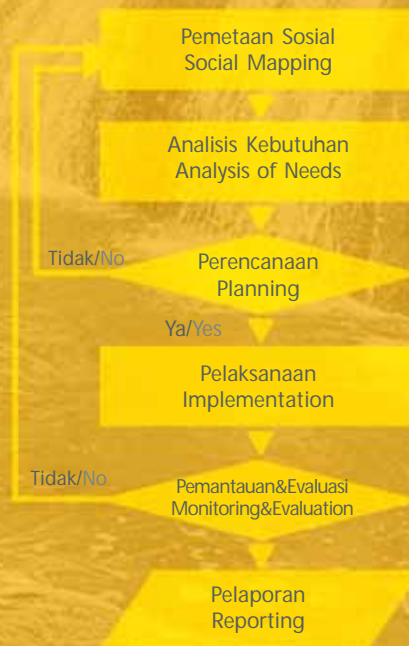 Pemetaan Sosial
Social Mapping
Analisis Kebutuhan
Analysis of Needs
Tidak/No
Perencanaan
Planning
Ya/Yes
Pelaksanaan
Implementation
Tidak/No
Pemantauan&Evaluasi
Monitoring&Evaluation
Pelaporan
Reporting